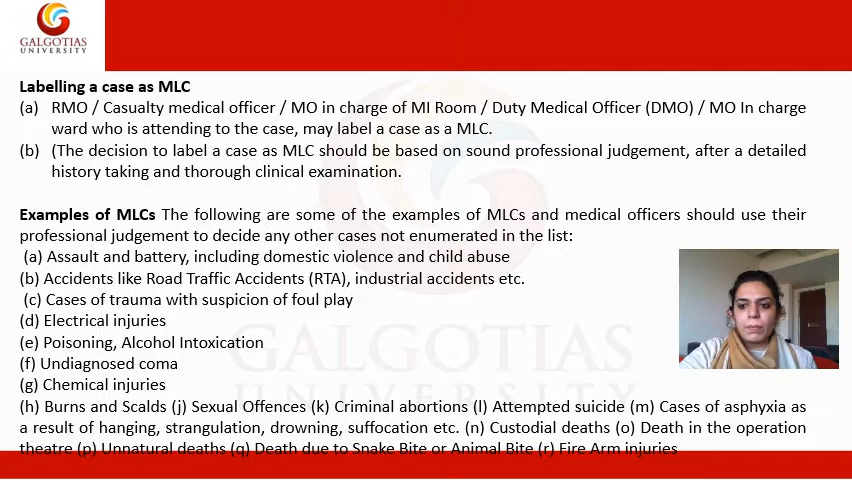 GALGOTIAS
UNIVERSITY
Labelling a case as MLC
(a) RMO / Casualty medical officer / MO in charge of MI Room / Duty Medical Officer (DMO) / MO In charge
ward who is attending to the case, may label a case as a MLC.
(b) (The decision to label a case as MLC should be based on sound professional judgement, after a detailed
history taking and thorough clinical examination.
Examples of MLCs The following are some of the examples of MLCs and medical officers should use their
professional judgement to decide any other cases not enumerated in the list:
(a) Assault and battery, including domestic violence and child abuse
(b) Accidents like Road Traffic Accidents (RTA), industrial accidents etc.
(c) Cases of trauma with suspicion of foul play
(d) Electrical injuries
(e) Poisoning, Alcohol Intoxication
(f) Undiagnosed coma
(g) Chemical injuries
(h) Burns and Scalds (j) Sexual Offences (k) Criminal abortions (l) Attempted suicide (m) Cases of asphyxia as
a result of hanging, strangulation, drowning, suffocation etc. (n) Custodial deaths (o) Death in the operation
theatre (p) Unnatural deaths (q) Death due to Snake Bite or Animal Bite (r) Fire Arm injuries
GALGOTIAS
UNIVERSITY